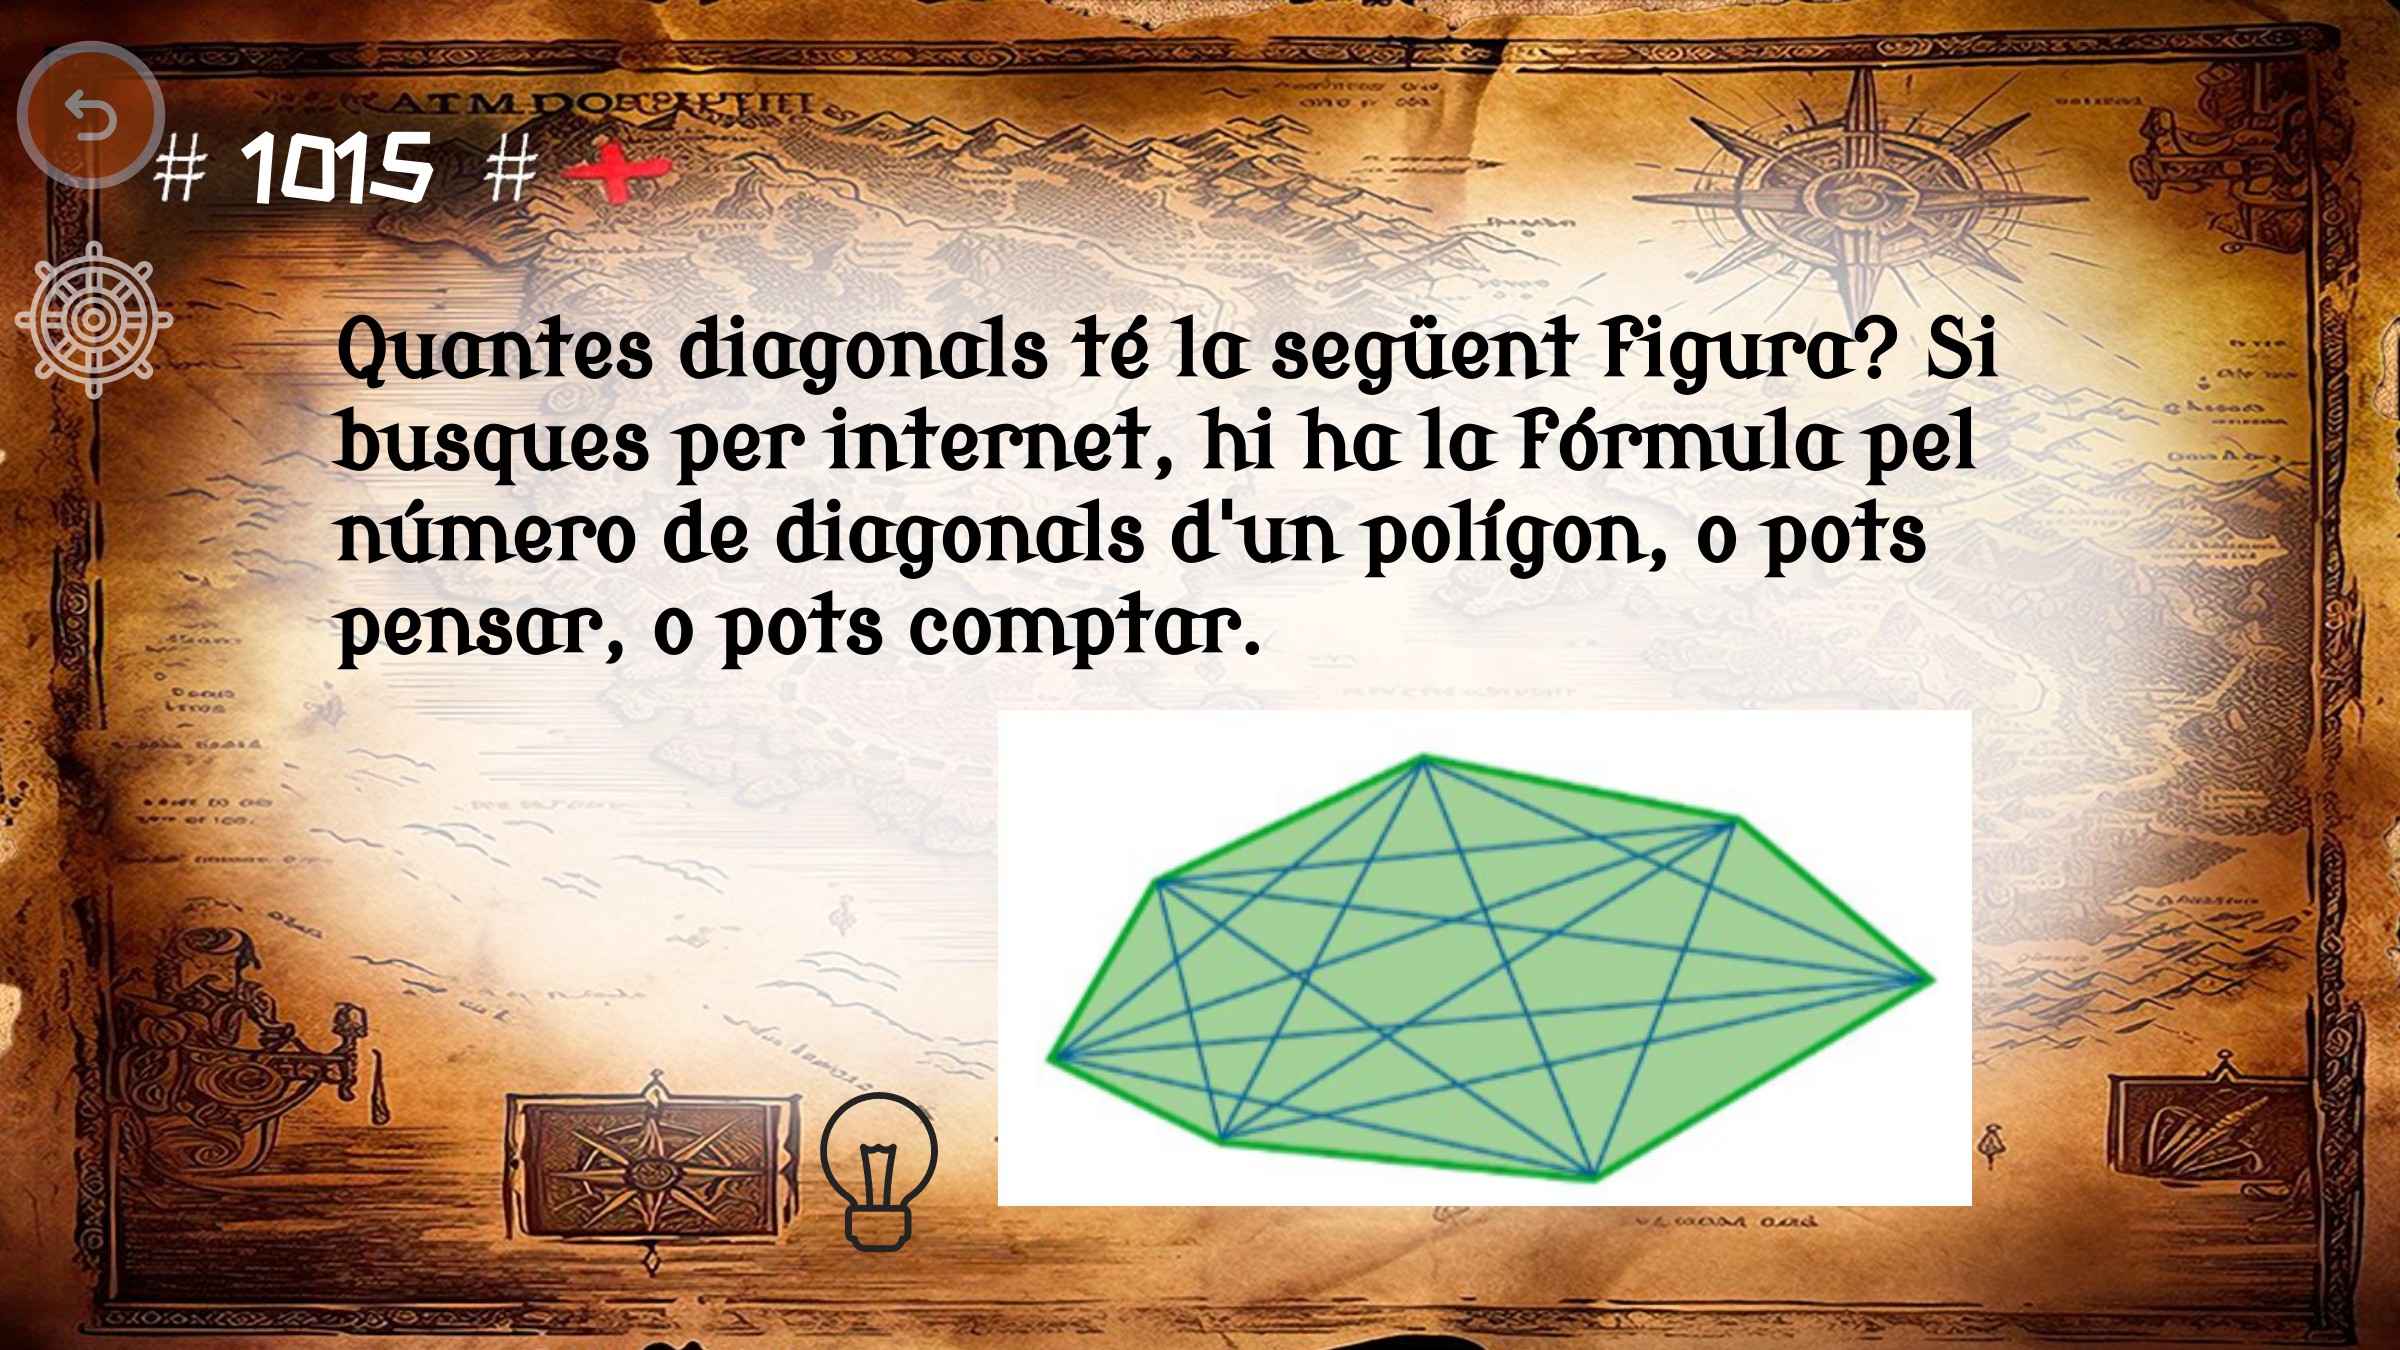 # 1015 #
Quantes diagonals té la següent figura? Si
busques per internet, hi ha la fórmula pel
número de diagonals d'un polígon, o pots
pensar, o pots comptar.